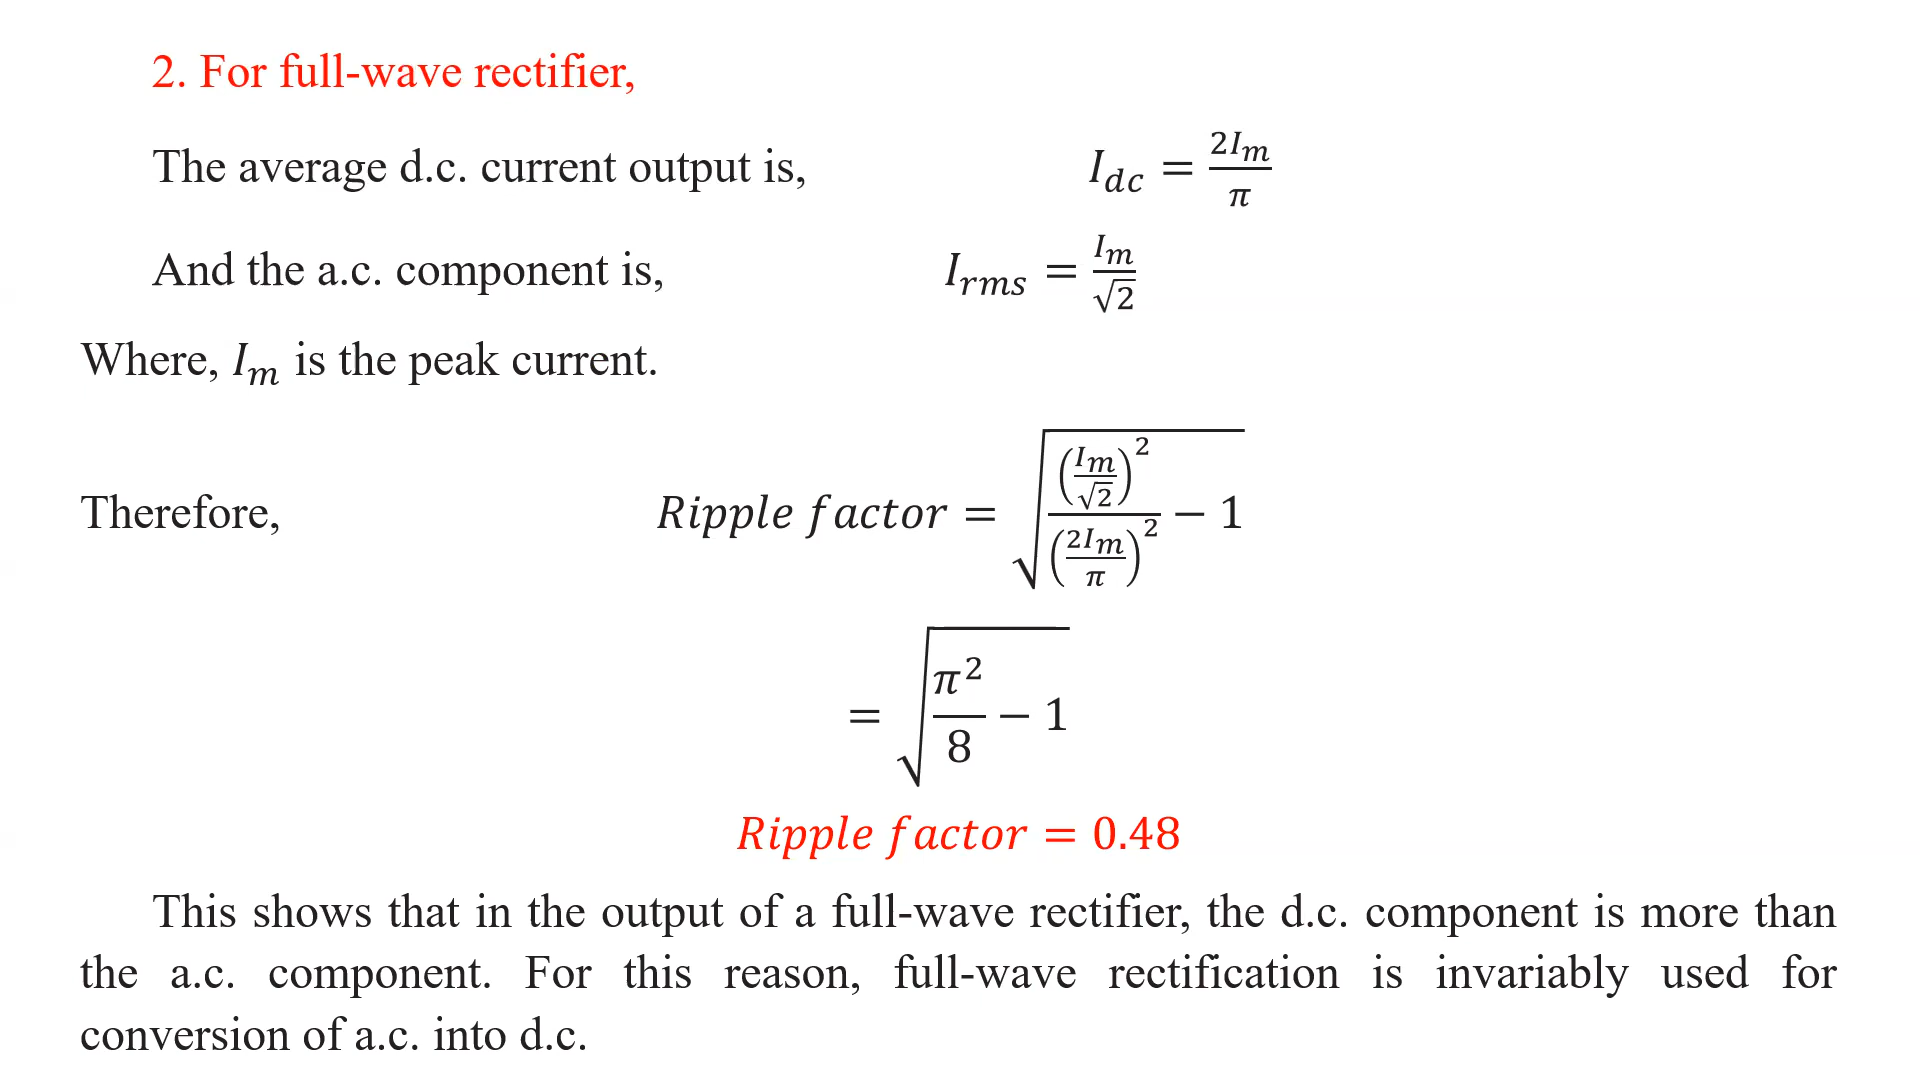 2. For full-wave rectifier,
The average d.c. current output is, I_dc = 2I_m/π
And the a.c. component is, I_rms = I_m/√2
Where, I_m is the peak current.
Therefore, Ripple factor = √((I_m/√2)²/(2I_m/π)² − 1)
= √(π²/8 − 1)
Ripple factor = 0.48
This shows that in the output of a full-wave rectifier, the d.c. component is more than
the a.c. component. For this reason, full-wave rectification is invariably used for
conversion of a.c. into d.c.